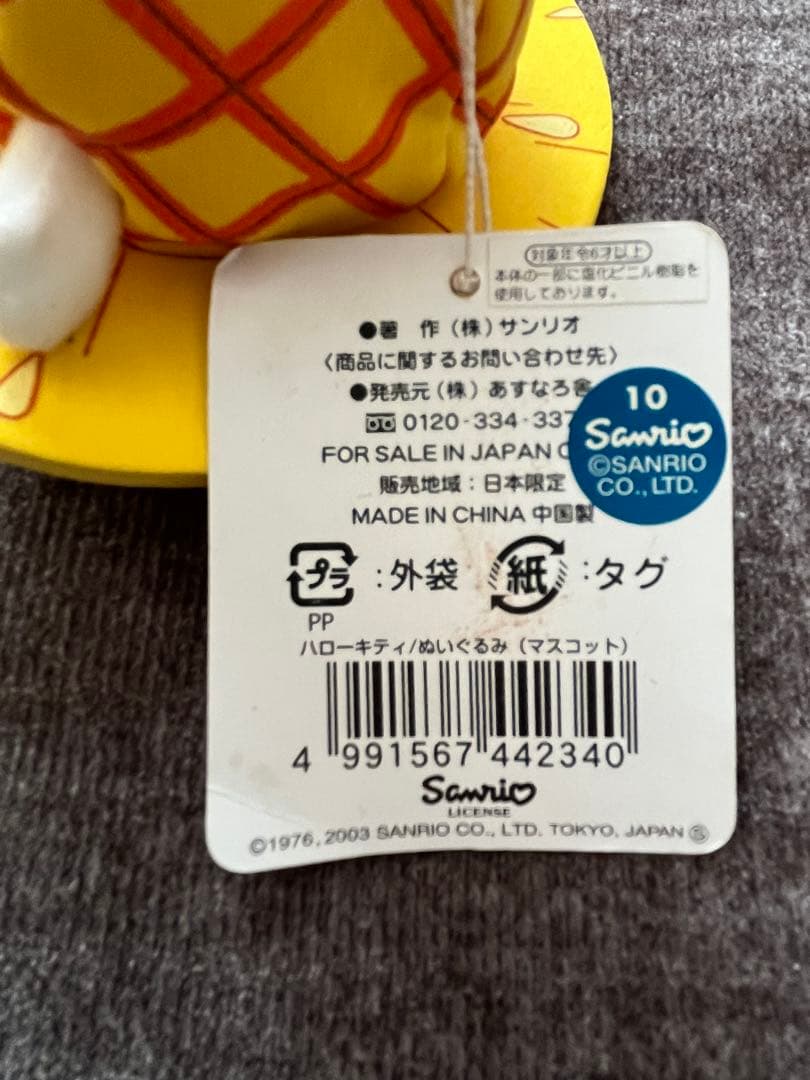 対象年令6才以上
本体の一部に塩化ビニル樹脂を
使用しております。
●著 作(株)サンリオ
〈商品に関するお問い合わせ先〉
●発売元(株)あすなろ舎
0120-334-337
FOR SALE IN JAPAN O
販売地域:日本限定
MADE IN CHINA 中国製
10
Sanrio
©SANRIO
CO., LTD.
プラ :外袋 紙 :タグ
PP
ハローキティ/ぬいぐるみ(マスコット)
4 991567 442340
Sanrio
LICENSE
©1976, 2003 SANRIO CO., LTD. TOKYO, JAPAN Ⓢ